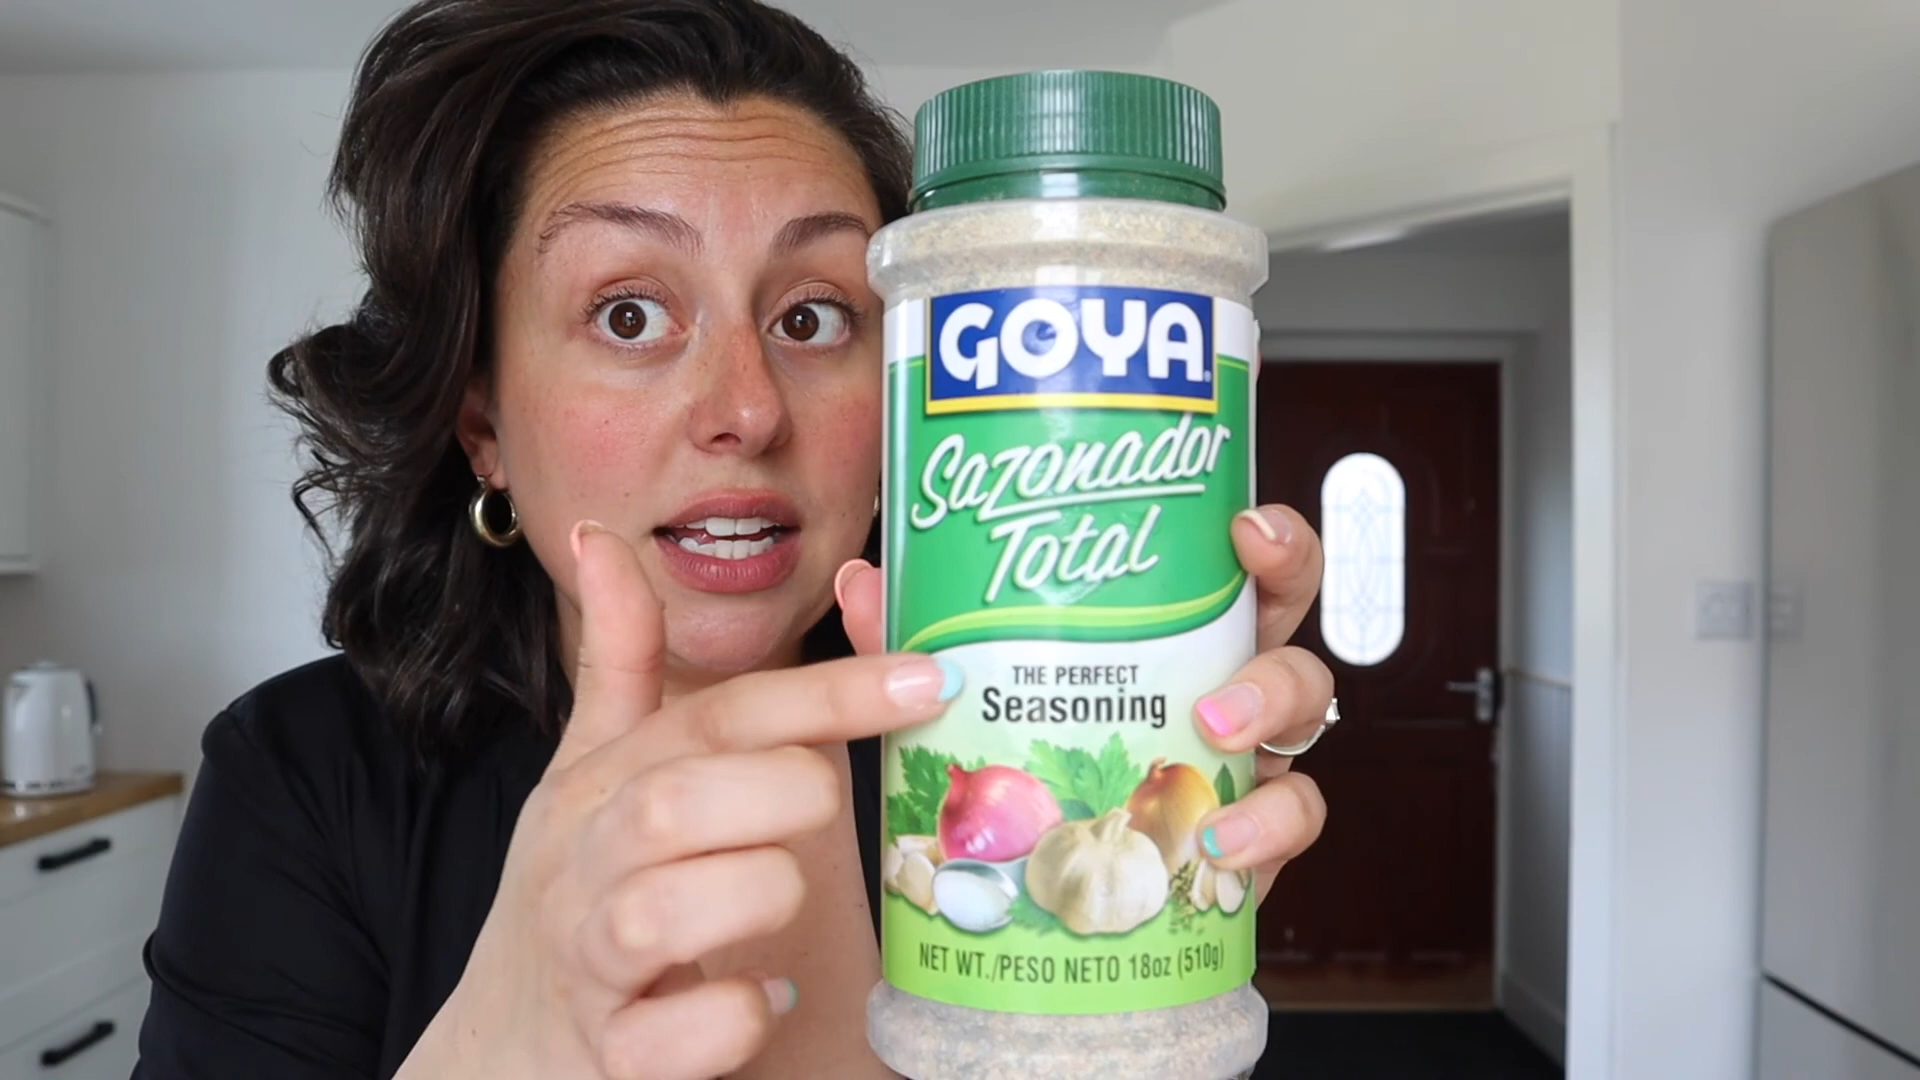 GOYA
Sazonador
Total
THE PERFECT
Seasoning
NET WT./PESO NETO 18oz (510g)